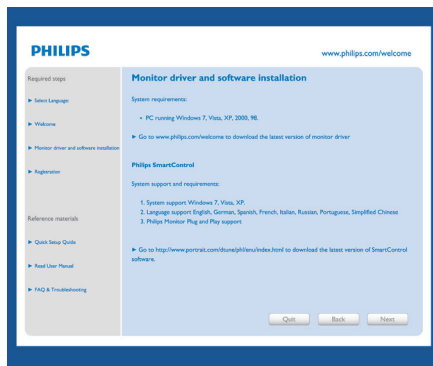 PHILIPS
www.philips.com/welcome
Required steps
Select Language
Welcome
Monitor driver and software installation
Registration
Reference materials
Quick Setup Guide
Read User Manual
FAQ & Troubleshooting
Monitor driver and software installation
System requirements:
• PC running Windows 7, Vista, XP, 2000, 98.
Go to www.philips.com/welcome to download the latest version of monitor driver
Philips SmartControl
System support and requirements:
1. System support Windows 7, Vista, XP.
2. Language support English, German, Spanish, French, Italian, Russian, Portuguese, Simplified Chinese
3. Philips Monitor Plug and Play support
Go to http://www.portrait.com/dtune/phl/enu/index.html to download the latest version of SmartControl
software.
Quit
Back
Next